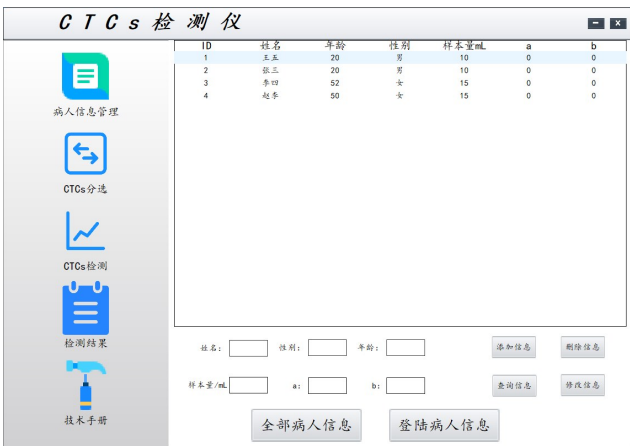 CTCs检测仪
ID 姓名 年龄 性别 样本量mL a b
1 王五 20 男 10 0 0
2 张三 20 男 10 0 0
3 李四 52 女 15 0 0
4 赵李 50 女 15 0 0
病人信息管理
CTCs分选
CTCs检测
检测结果
技术手册
姓名: 性别: 年龄: 添加信息 删除信息
样本量/mL a: b: 查询信息 修改信息
全部病人信息 登陆病人信息